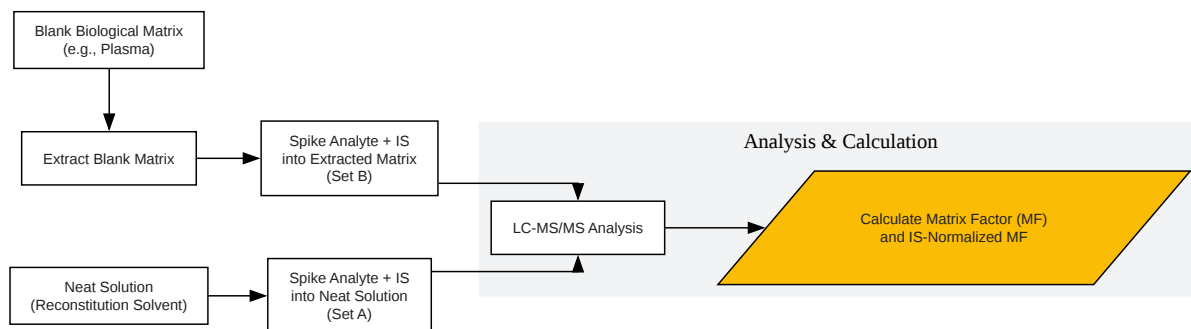 Blank Biological Matrix
(e.g., Plasma)
Extract Blank Matrix
Spike Analyte + IS
into Extracted Matrix
(Set B)
Analysis & Calculation
LC-MS/MS Analysis
Calculate Matrix Factor (MF)
and IS-Normalized MF
Neat Solution
(Reconstitution Solvent)
Spike Analyte + IS
into Neat Solution
(Set A)